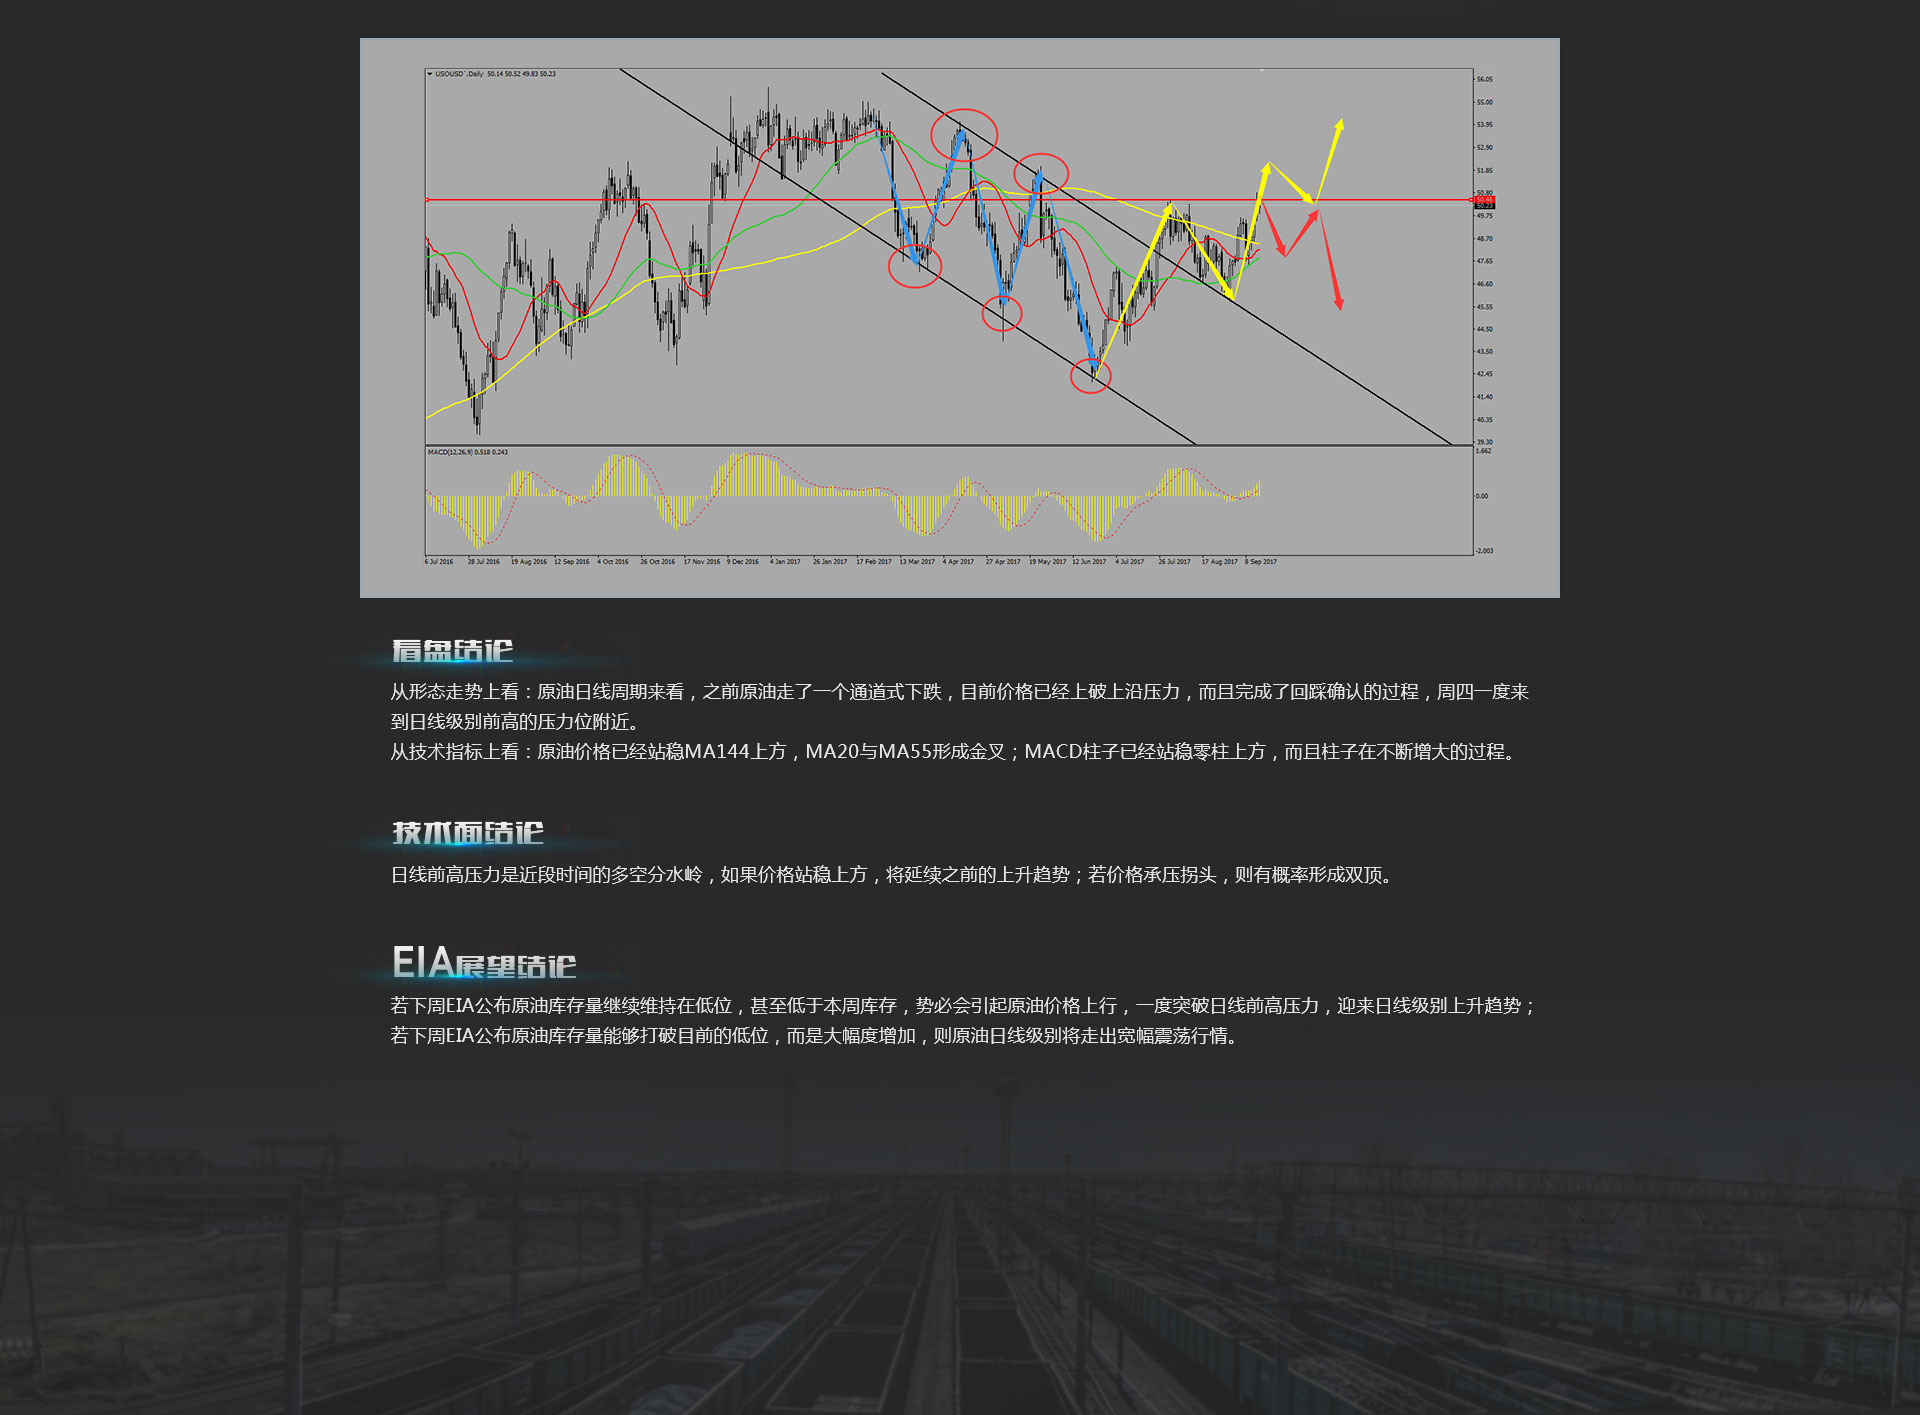 USOUSD`,Daily 50.14 50.52 49.83 50.23
56.05
55.00
53.95
52.90
51.85
50.80
50.46
50.23
49.75
48.70
47.65
46.60
45.55
44.50
43.50
42.45
41.40
40.35
39.30
MACD(12,26,9) 0.518 0.243
1.662
0.00
-2.003
6 Jul 2016 28 Jul 2016 19 Aug 2016 12 Sep 2016 4 Oct 2016 26 Oct 2016 17 Nov 2016 9 Dec 2016 4 Jan 2017 26 Jan 2017 17 Feb 2017 13 Mar 2017 4 Apr 2017 27 Apr 2017 19 May 2017 12 Jun 2017 4 Jul 2017 26 Jul 2017 17 Aug 2017 8 Sep 2017
看盘结论
从形态走势上看：原油日线周期来看，之前原油走了一个通道式下跌，目前价格已经上破上沿压力，而且完成了回踩确认的过程，周四一度来
到日线级别前高的压力位附近。
从技术指标上看：原油价格已经站稳MA144上方，MA20与MA55形成金叉；MACD柱子已经站稳零柱上方，而且柱子在不断增大的过程。
技术面结论
日线前高压力是近段时间的多空分水岭，如果价格站稳上方，将延续之前的上升趋势；若价格承压拐头，则有概率形成双顶。
EIA展望结论
若下周EIA公布原油库存量继续维持在低位，甚至低于本周库存，势必会引起原油价格上行，一度突破日线前高压力，迎来日线级别上升趋势；
若下周EIA公布原油库存量能够打破目前的低位，而是大幅度增加，则原油日线级别将走出宽幅震荡行情。